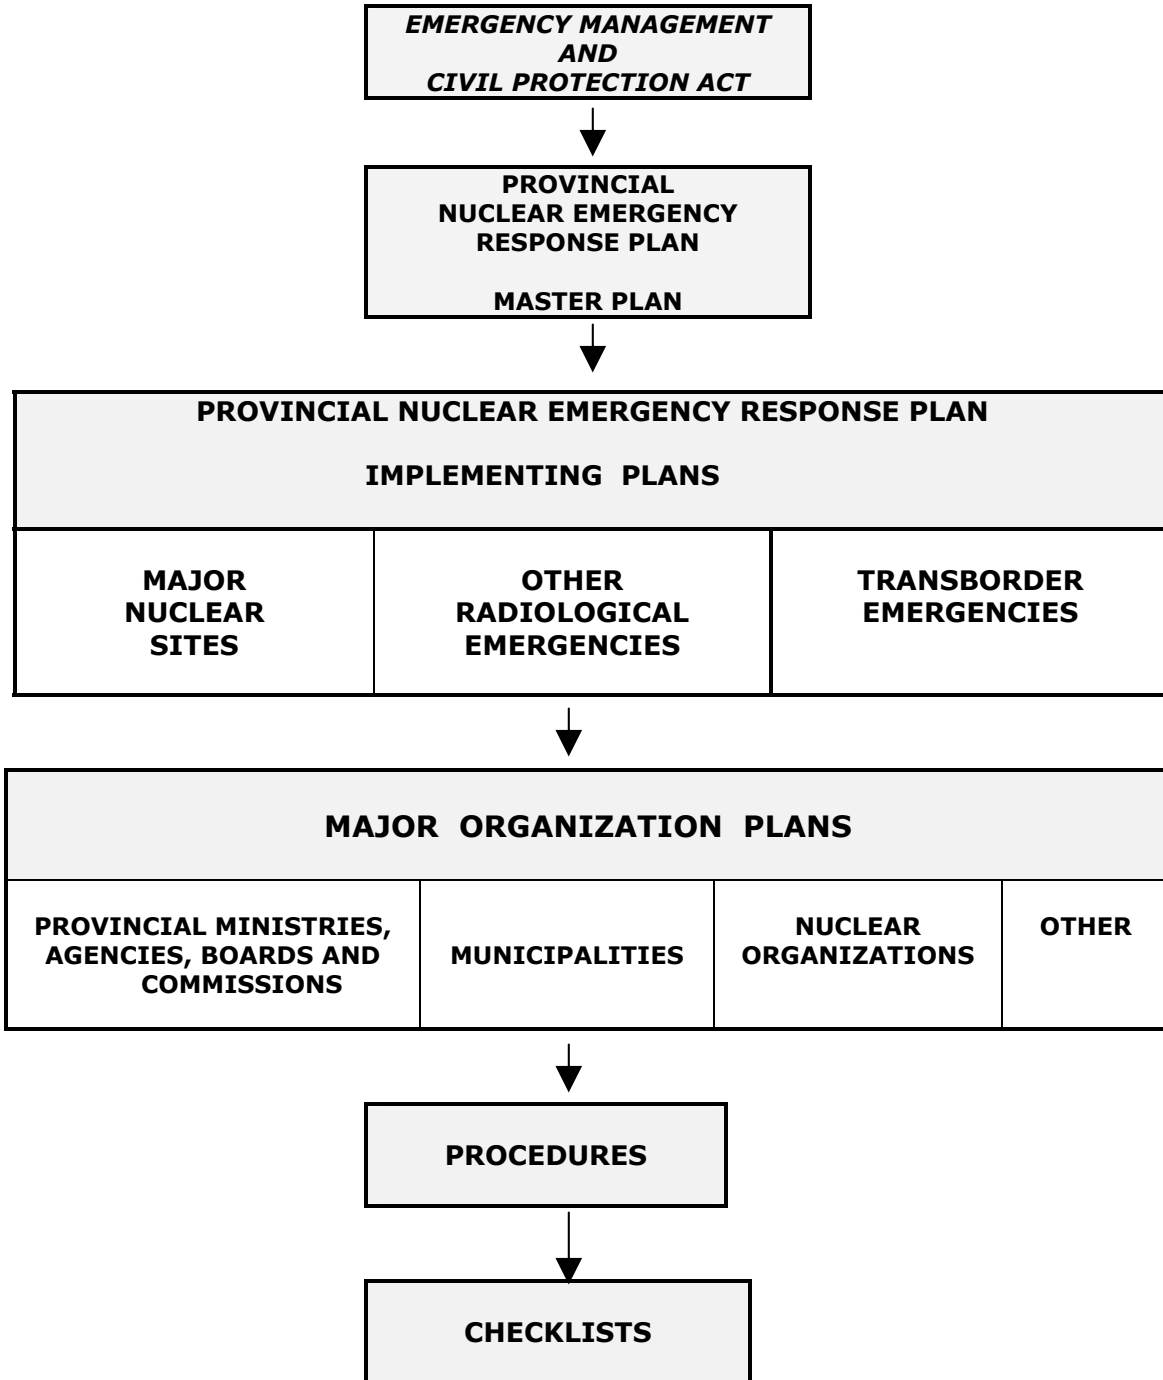 EMERGENCY MANAGEMENT
AND
CIVIL PROTECTION ACT
PROVINCIAL
NUCLEAR EMERGENCY
RESPONSE PLAN
MASTER PLAN
PROVINCIAL NUCLEAR EMERGENCY RESPONSE PLAN
IMPLEMENTING PLANS
MAJOR
NUCLEAR
SITES
OTHER
RADIOLOGICAL
EMERGENCIES
TRANSBORDER
EMERGENCIES
MAJOR ORGANIZATION PLANS
PROVINCIAL MINISTRIES,
AGENCIES, BOARDS AND
COMMISSIONS
MUNICIPALITIES
NUCLEAR
ORGANIZATIONS
OTHER
PROCEDURES
CHECKLISTS